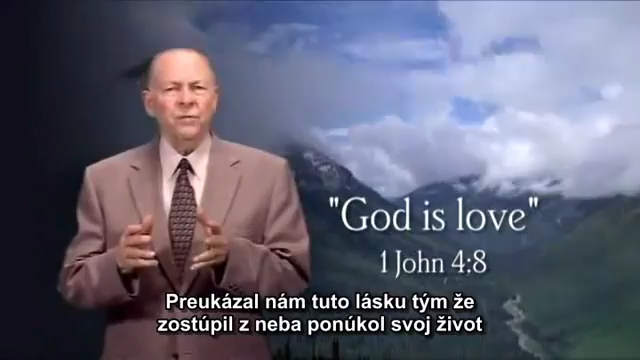 "God is love"
1 John 4:8
Preukázal nám tuto lásku tým že
zostúpil z neba ponúkol svoj život